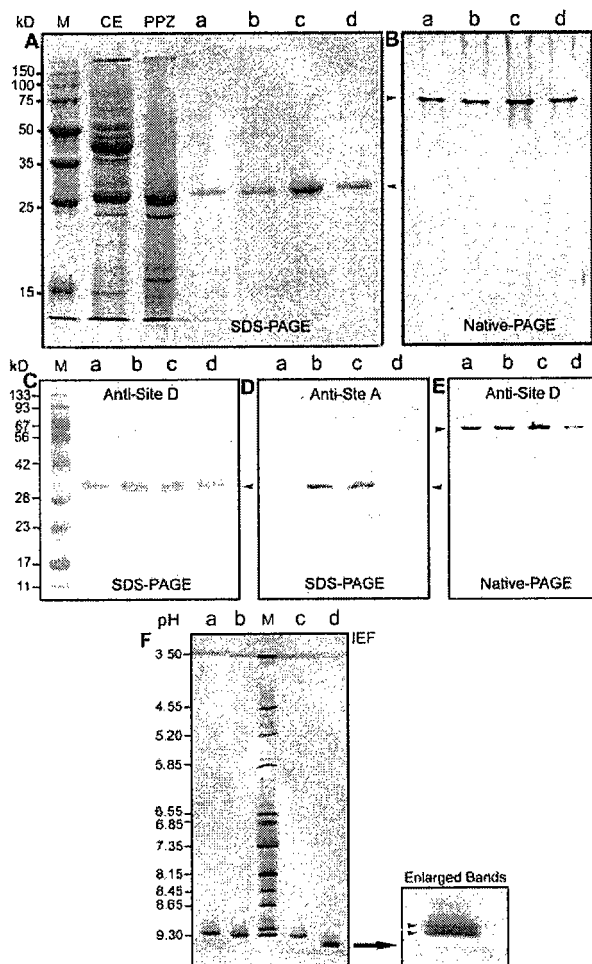 kD M CE PPZ a b c d
A
150
100
75
50
35
25
15
SDS-PAGE
B
a b c d
Native-PAGE
kD M a b c d
C
Anti-Site D
133
93
67
56
42
28
23
17
11
SDS-PAGE
D
a b c d
Anti-Ste A
SDS-PAGE
E
a b c d
Anti-Site D
Native-PAGE
pH a b M c d
F
IEF
3 50
4.55
5.20
5.85
6.55
6.85
7.35
8.15
8.45
8.65
9.30
Enlarged Bands